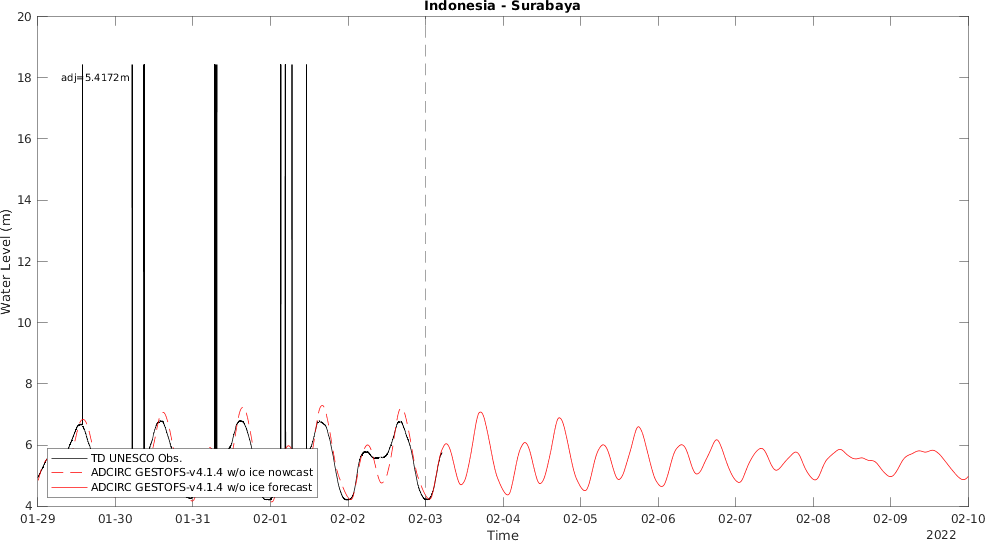 Indonesia - Surabaya
20
18
16
14
12
10
8
6
4
Water Level (m)
adj=5.4172m
TD UNESCO Obs.
ADCIRC GESTOFS-v4.1.4 w/o ice nowcast
ADCIRC GESTOFS-v4.1.4 w/o ice forecast
01-29 01-30 01-31 02-01 02-02 02-03 02-04 02-05 02-06 02-07 02-08 02-09 02-10
Time
2022